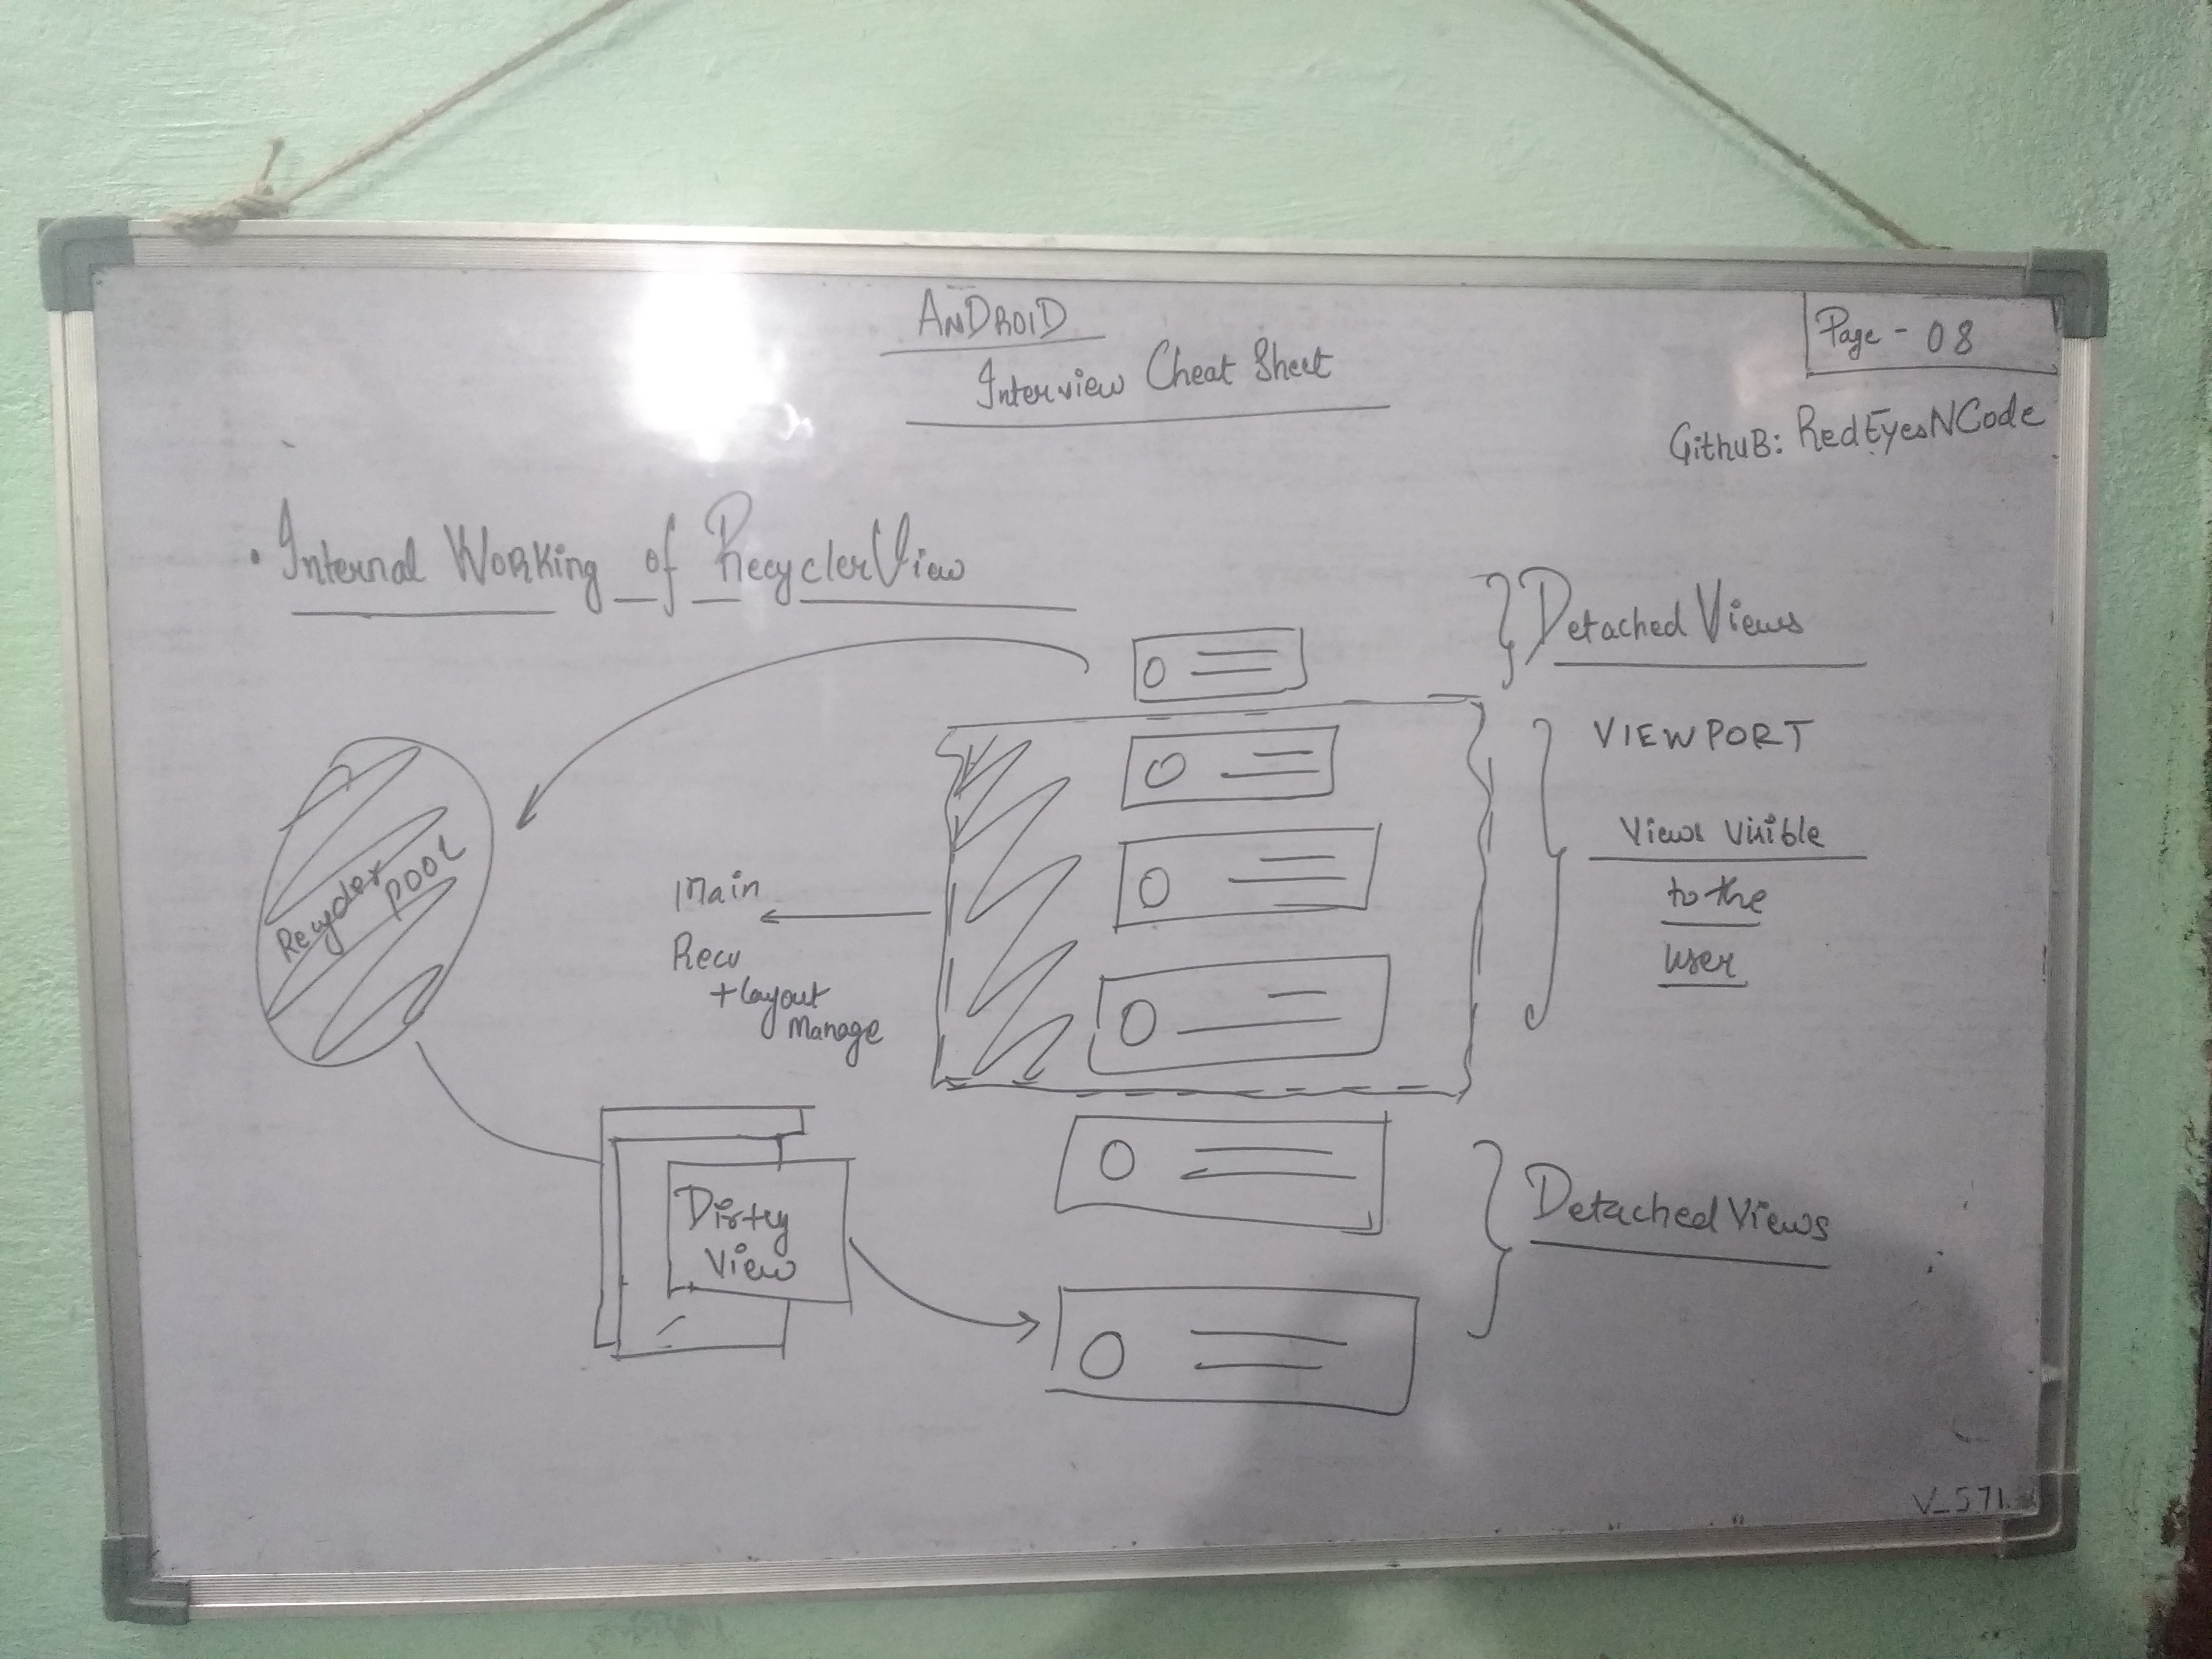 ANDROID
Interview Cheat Sheet
Page - 08
GithuB: RedEyesNCode
• Internal Working of RecyclerView
Detached Views
VIEWPORT
Views Visible
to the
user
Recycler
POOL
Main
Recu
+ Layout
Manage
Dirty
View
Detached Views
V_571